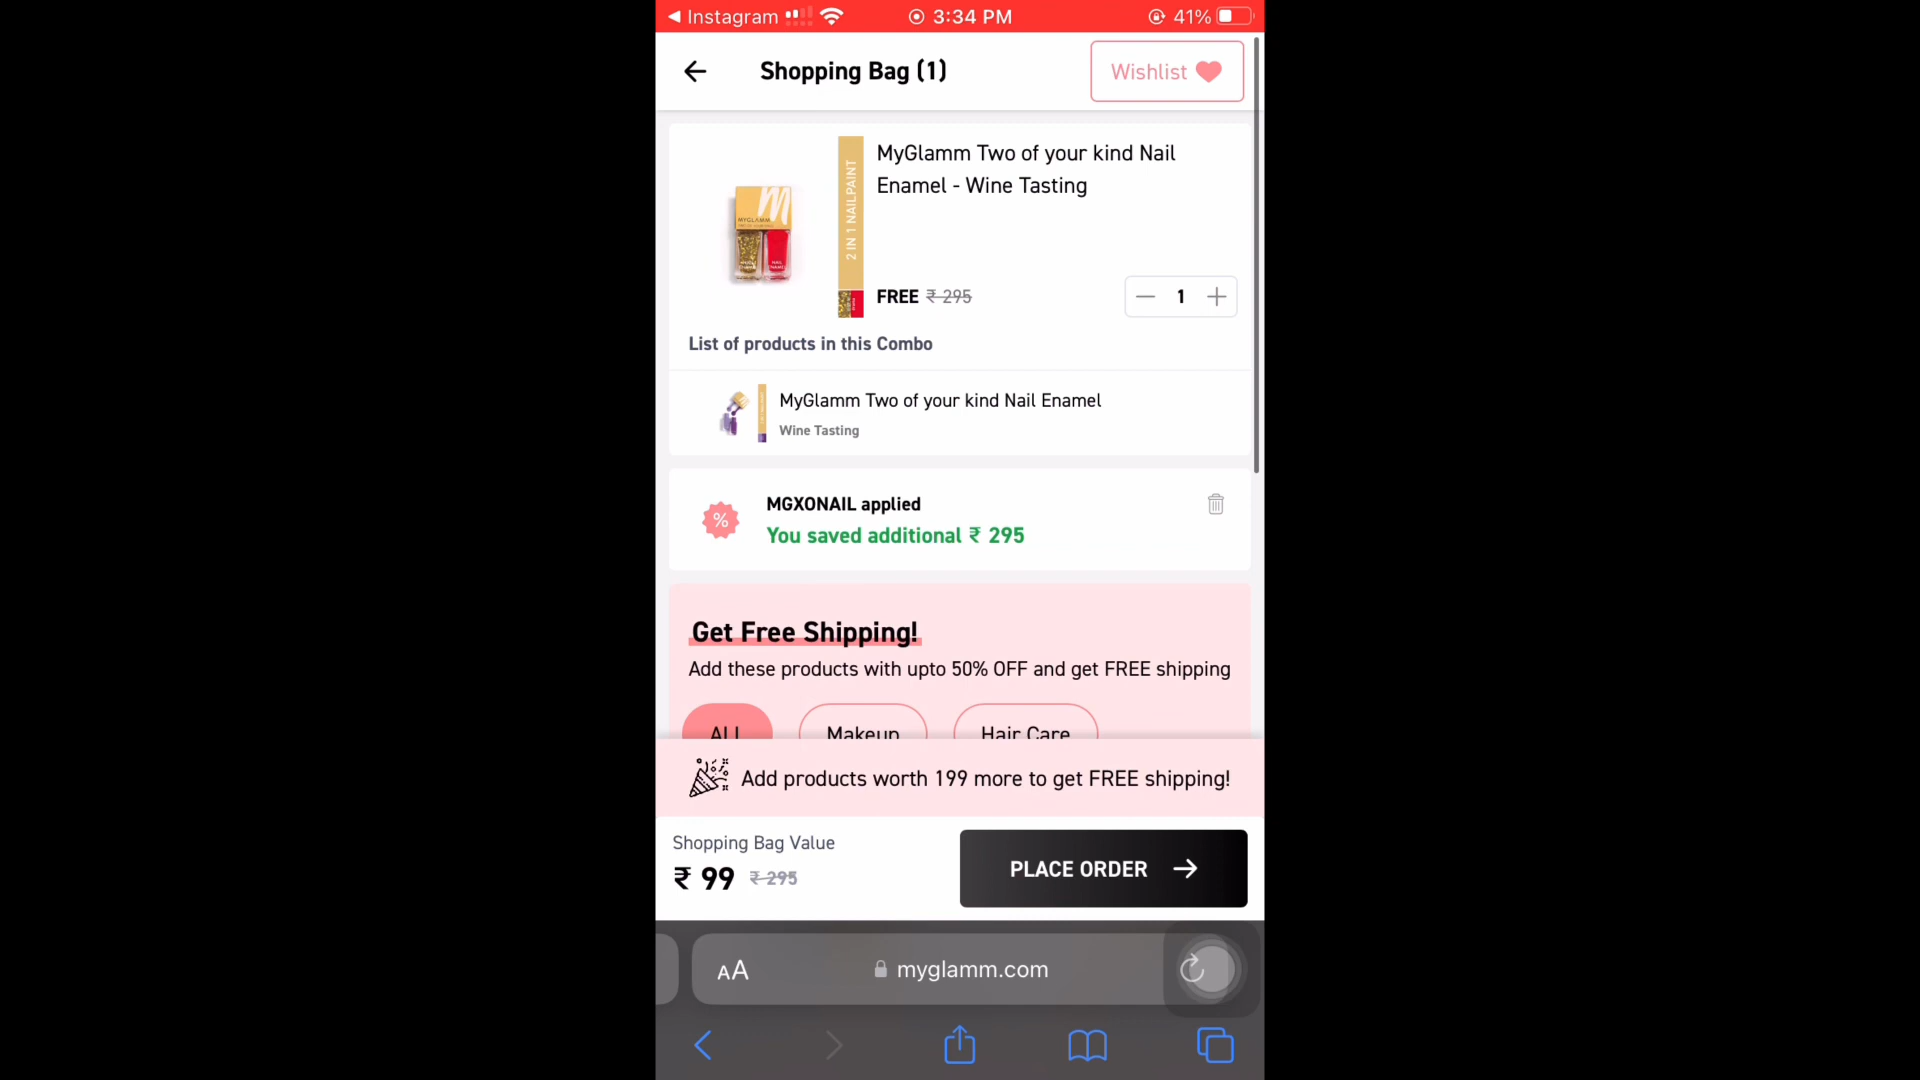 Instagram
3:34 PM
41%
Shopping Bag (1)
Wishlist
MYGLAMM
2 IN 1 NAIL PAINT
MyGlamm Two of your kind Nail
Enamel - Wine Tasting
FREE ₹ 295
1
List of products in this Combo
MyGlamm Two of your kind Nail Enamel
Wine Tasting
MGXONAIL applied
%
You saved additional ₹ 295
Get Free Shipping!
Add these products with upto 50% OFF and get FREE shipping
ALL
Makeup
Hair Care
Add products worth 199 more to get FREE shipping!
Shopping Bag Value
₹ 99 ₹ 295
PLACE ORDER
AA
myglamm.com